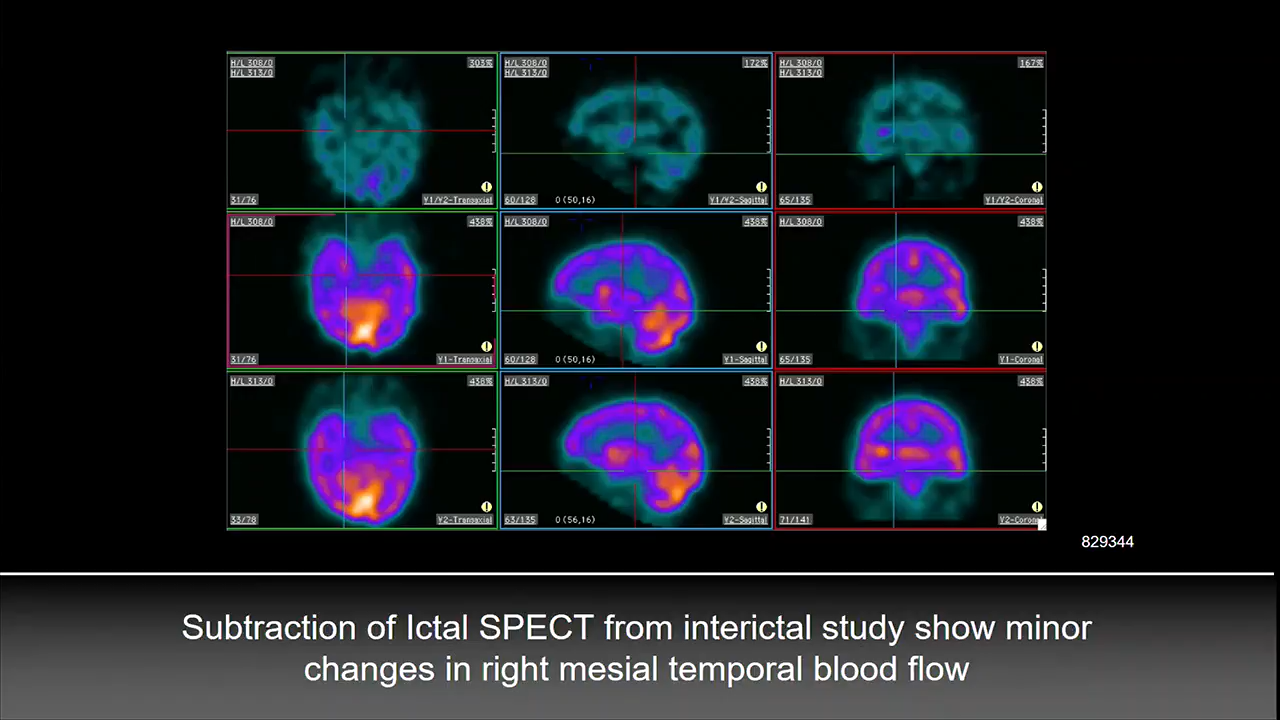 H/L 308/0
H/L 313/0
303%
31/76
Y1/Y2-Transaxial
H/L 308/0
H/L 313/0
172%
60/128
0 (50,16)
Y1/Y2-Sagittal
H/L 308/0
H/L 313/0
167%
65/135
Y1/Y2-Coronal
H/L 308/0
438%
31/76
Y1-Transaxial
H/L 308/0
438%
60/128
0 (50,16)
Y1-Sagittal
H/L 308/0
438%
65/135
Y1-Coronal
H/L 313/0
438%
33/78
Y2-Transaxial
H/L 313/0
438%
63/135
0 (56,16)
Y2-Sagittal
H/L 313/0
438%
71/141
Y2-Coronal
829344
Subtraction of Ictal SPECT from interictal study show minor
changes in right mesial temporal blood flow